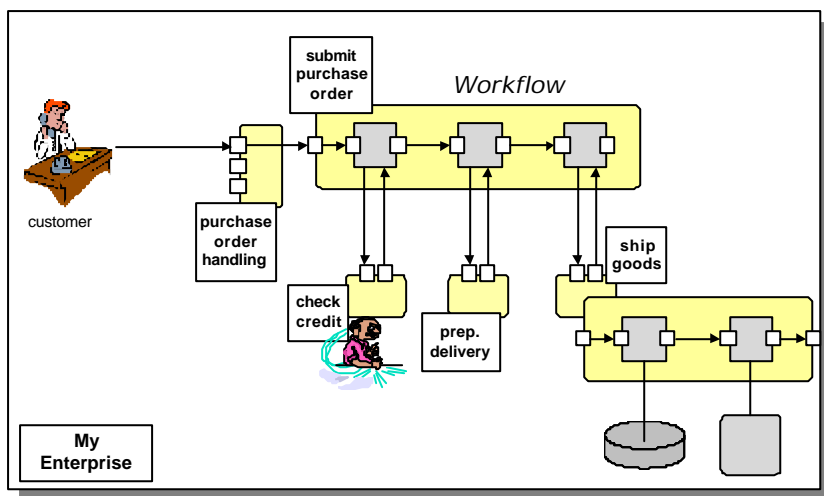 submit
purchase
order
Workflow
customer
purchase
order
handling
ship
goods
check
credit
prep.
delivery
My
Enterprise